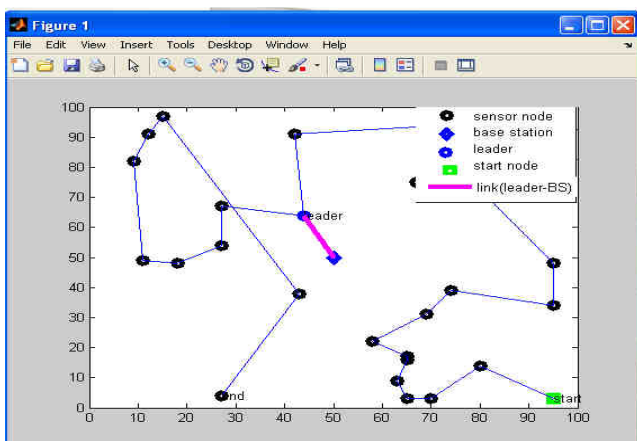 Figure 1
File Edit View Insert Tools Desktop Window Help
100
90
80
70
60
50
40
30
20
10
0
0 10 20 30 40 50 60 70 80 90 100
sensor node
base station
leader
start node
link(leader-BS)
leader
end
start